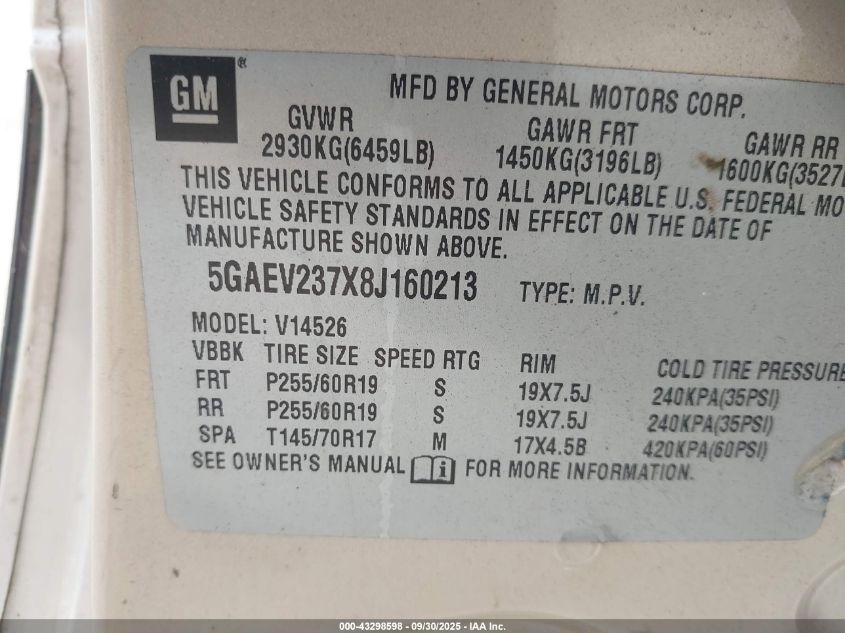 GM ®
MFD BY GENERAL MOTORS CORP.
GVWR GAWR FRT GAWR RR
2930KG(6459LB) 1450KG(3196LB) 1600KG(3527L
THIS VEHICLE CONFORMS TO ALL APPLICABLE U.S. FEDERAL MO
VEHICLE SAFETY STANDARDS IN EFFECT ON THE DATE OF
MANUFACTURE SHOWN ABOVE.
5GAEV237X8J160213 TYPE: M.P.V.
MODEL: V14526
VBBK TIRE SIZE SPEED RTG RIM COLD TIRE PRESSURE
FRT P255/60R19 S 19X7.5J 240KPA(35PSI)
RR P255/60R19 S 19X7.5J 240KPA(35PSI)
SPA T145/70R17 M 17X4.5B 420KPA(60PSI)
SEE OWNER'S MANUAL i FOR MORE INFORMATION.
000-43298598 - 09/30/2025 - IAA Inc.